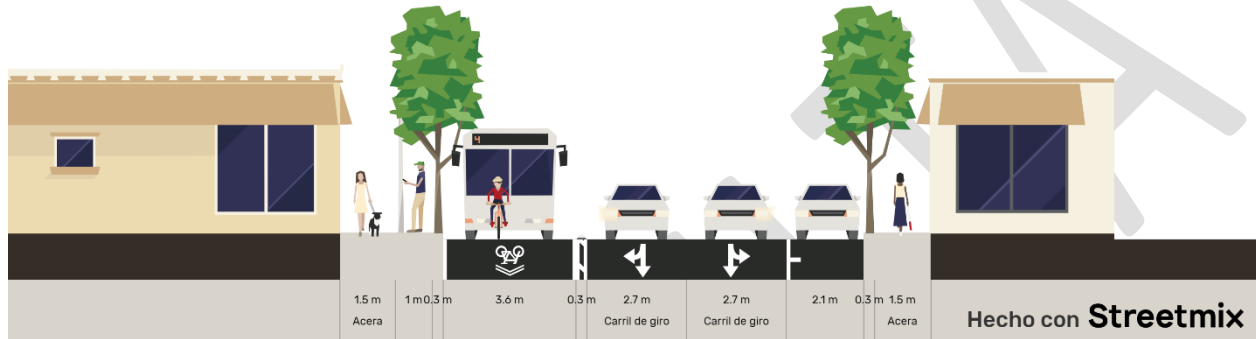 4
1.5 m 1 m 0.3 m 3.6 m 0.3 m 2.7 m 2.7 m 2.1 m 0.3 m 1.5 m
Acera Carril de giro Carril de giro Acera
Hecho con Streetmix